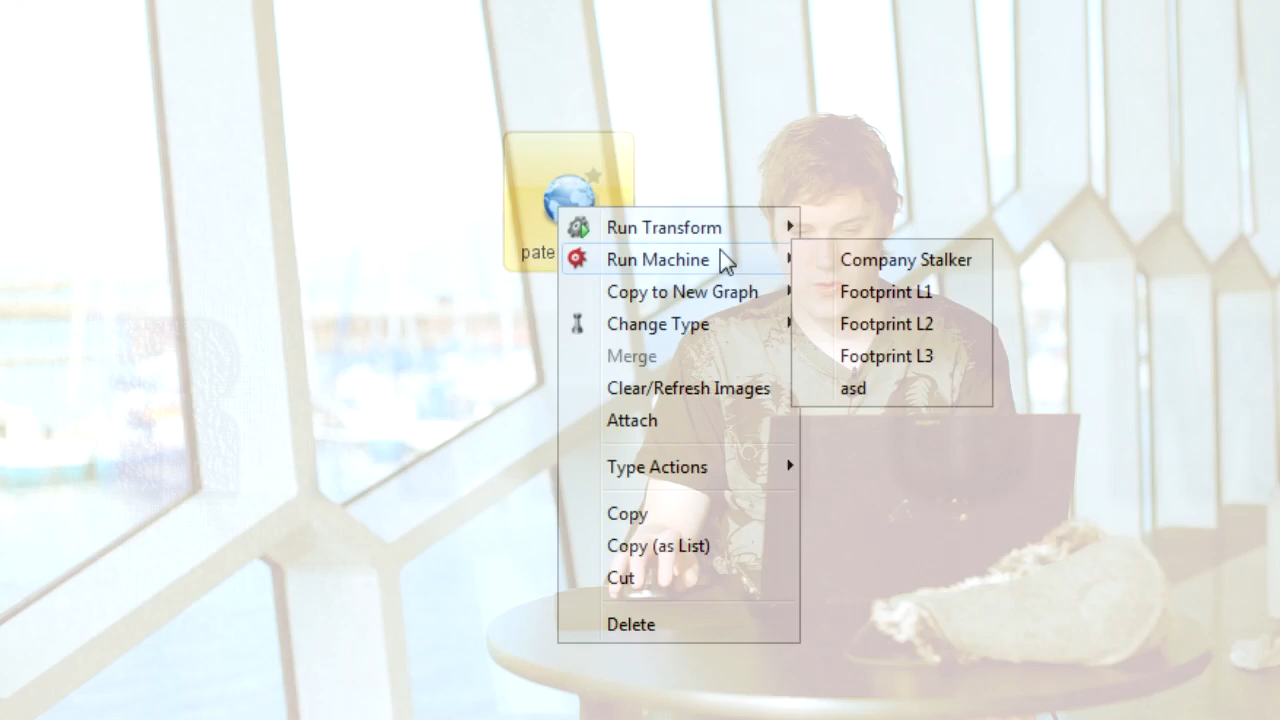 pate
Run Transform
Run Machine
Copy to New Graph
Change Type
Merge
Clear/Refresh Images
Attach
Type Actions
Copy
Copy (as List)
Cut
Delete
Company Stalker
Footprint L1
Footprint L2
Footprint L3
asd